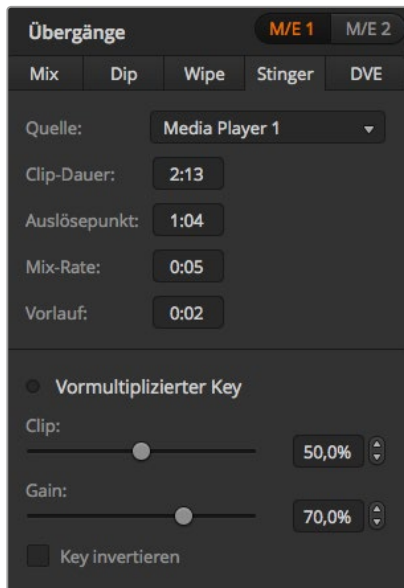 Übergänge M/E 1 M/E 2
Mix Dip Wipe Stinger DVE
Quelle: Media Player 1
Clip-Dauer: 2:13
Auslösepunkt: 1:04
Mix-Rate: 0:05
Vorlauf: 0:02
Vormultiplizierter Key
Clip:
50,0%
Gain:
70,0%
Key invertieren